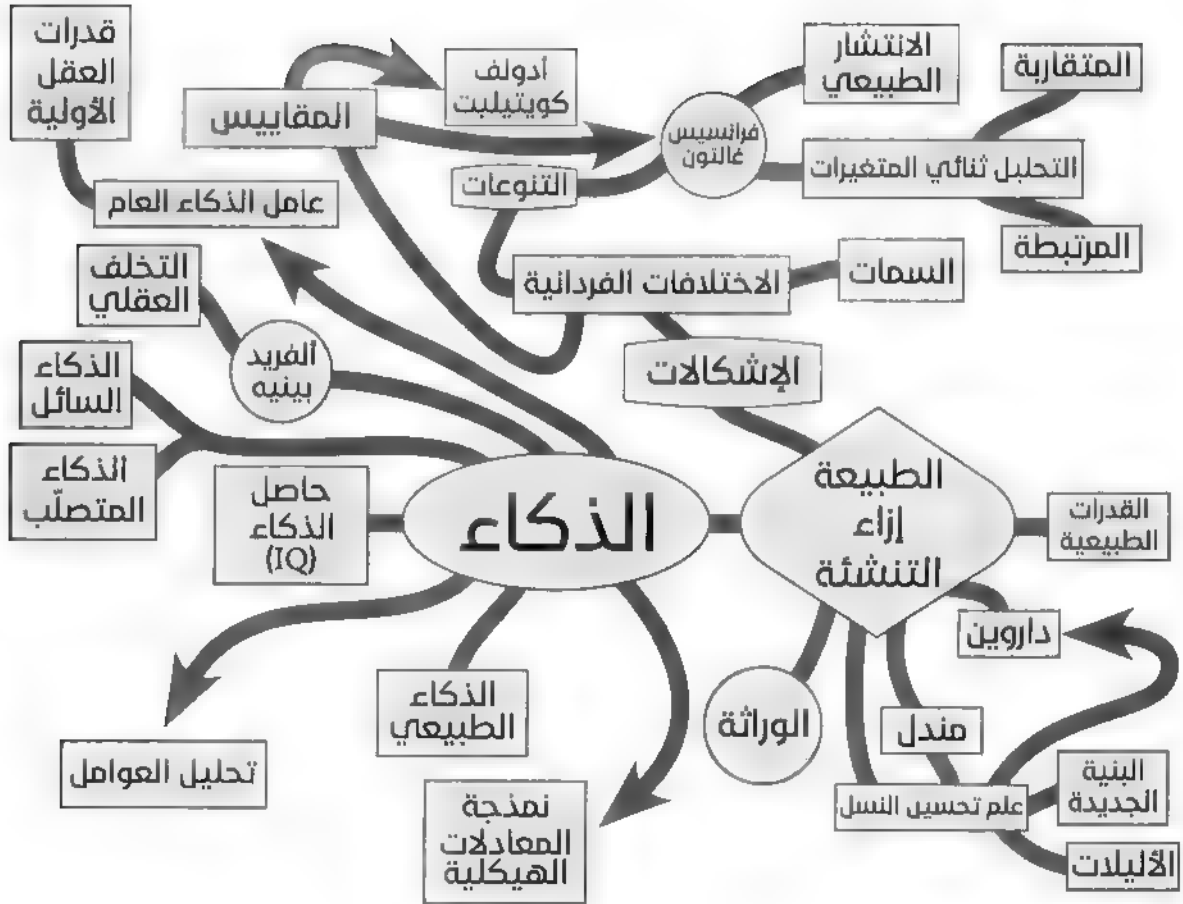 قدرات
العقل
الأولية
المقاييس
أدولف
كويتيليت
الانتشار
الطبيعي
المتقاربة
فرانسيس
غالتون
التحليل ثنائي المتغيرات
التنوعات
عامل الذكاء العام
المرتبطة
التخلف
العقلي
الاختلافات الفردانية
السمات
ألفريد
بينيه
الإشكالات
الذكاء
السائل
الذكاء
المتصلّب
حاصل
الذكاء
(IQ)
الذكاء
الطبيعة
إزاء
التنشئة
القدرات
الطبيعية
داروين
الذكاء
الطبيعي
الوراثة
مندل
تحليل العوامل
علم تحسين النسل
البنية
الجديدة
نمذجة
المعادلات
الهيكلية
الأليلات